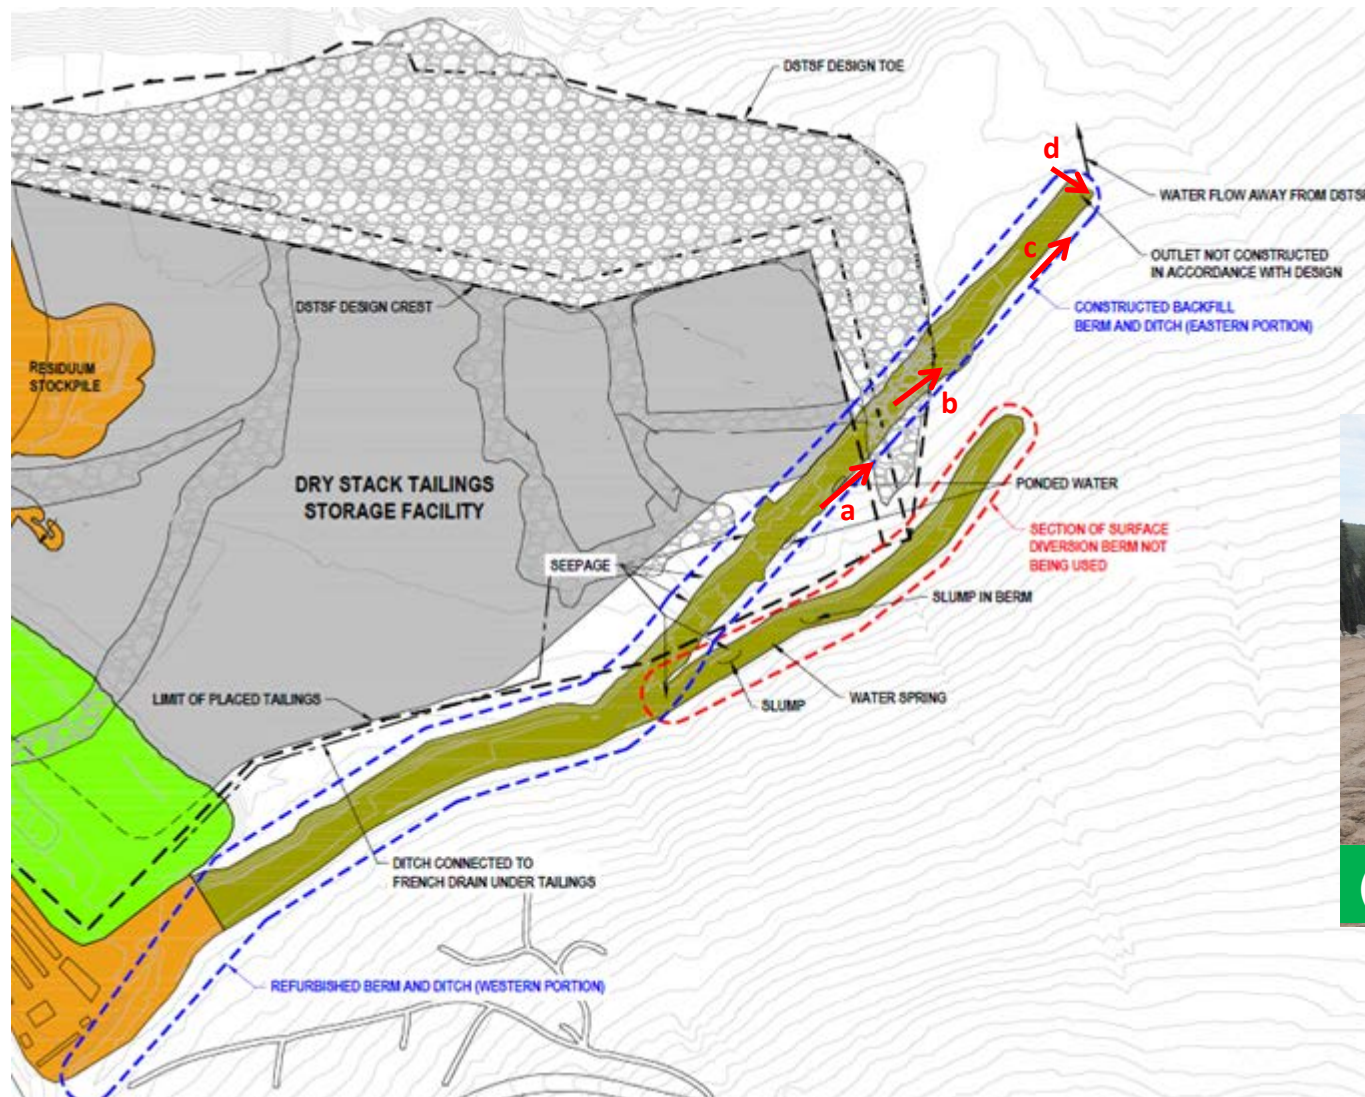 DSTSF DESIGN TOE
d
WATER FLOW AWAY FROM DSTSF
OUTLET NOT CONSTRUCTED
IN ACCORDANCE WITH DESIGN
c
CONSTRUCTED BACKFILL
BERM AND DITCH (EASTERN PORTION)
DSTSF DESIGN CREST
RESIDUUM
STOCKPILE
b
DRY STACK TAILINGS
STORAGE FACILITY
PONDED WATER
a
SECTION OF SURFACE
DIVERSION BERM NOT
BEING USED
SEEPAGE
SLUMP IN BERM
LIMIT OF PLACED TAILINGS
WATER SPRING
SLUMP
DITCH CONNECTED TO
FRENCH DRAIN UNDER TAILINGS
REFURBISHED BERM AND DITCH (WESTERN PORTION)